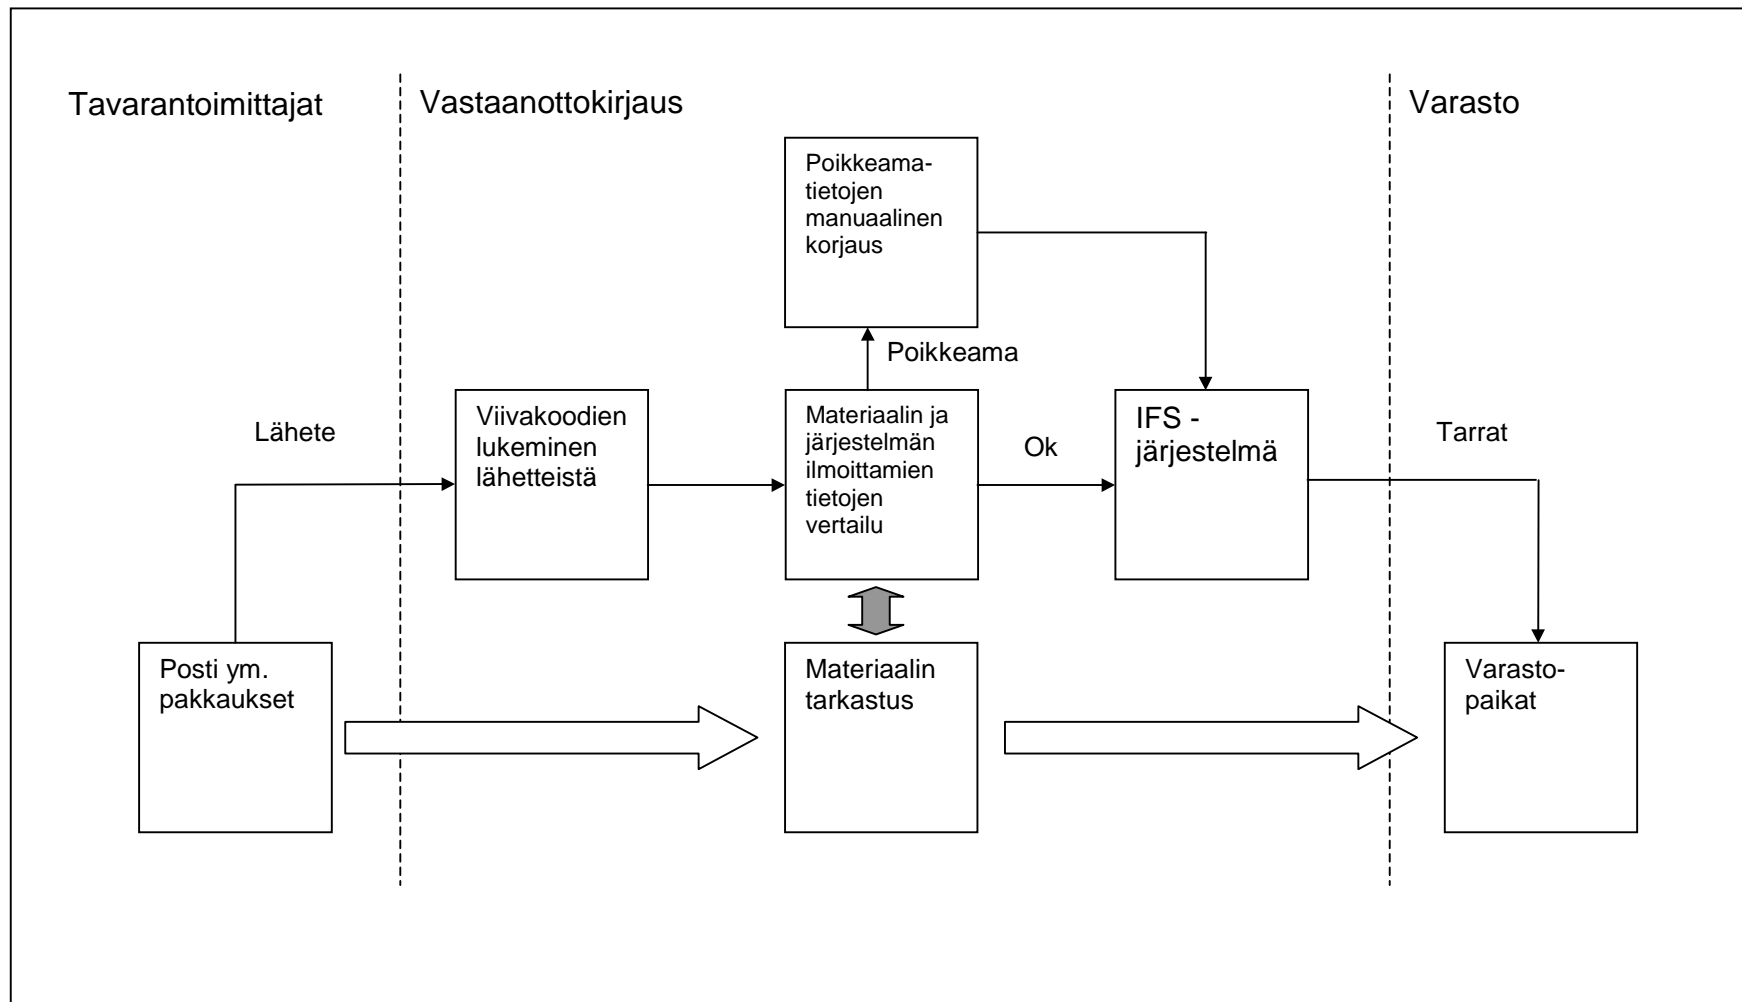 Tavarantoimittajat
Vastaanottokirjaus
Varasto
Poikkeama-
tietojen
manuaalinen
korjaus
Poikkeama
Lähete
Viivakoodien
lukeminen
lähetteistä
Materiaalin ja
järjestelmän
ilmoittamien
tietojen
vertailu
Ok
IFS -
järjestelmä
Tarrat
Posti ym.
pakkaukset
Materiaalin
tarkastus
Varasto-
paikat